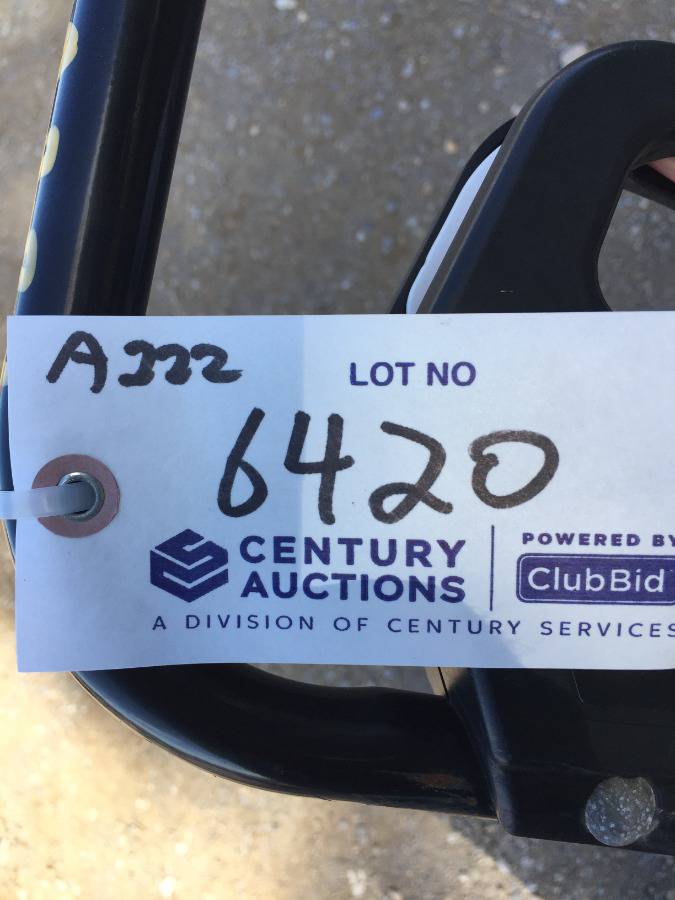 A222
LOT NO
6420
CENTURY
AUCTIONS
POWERED BY
ClubBid
A DIVISION OF CENTURY SERVICES